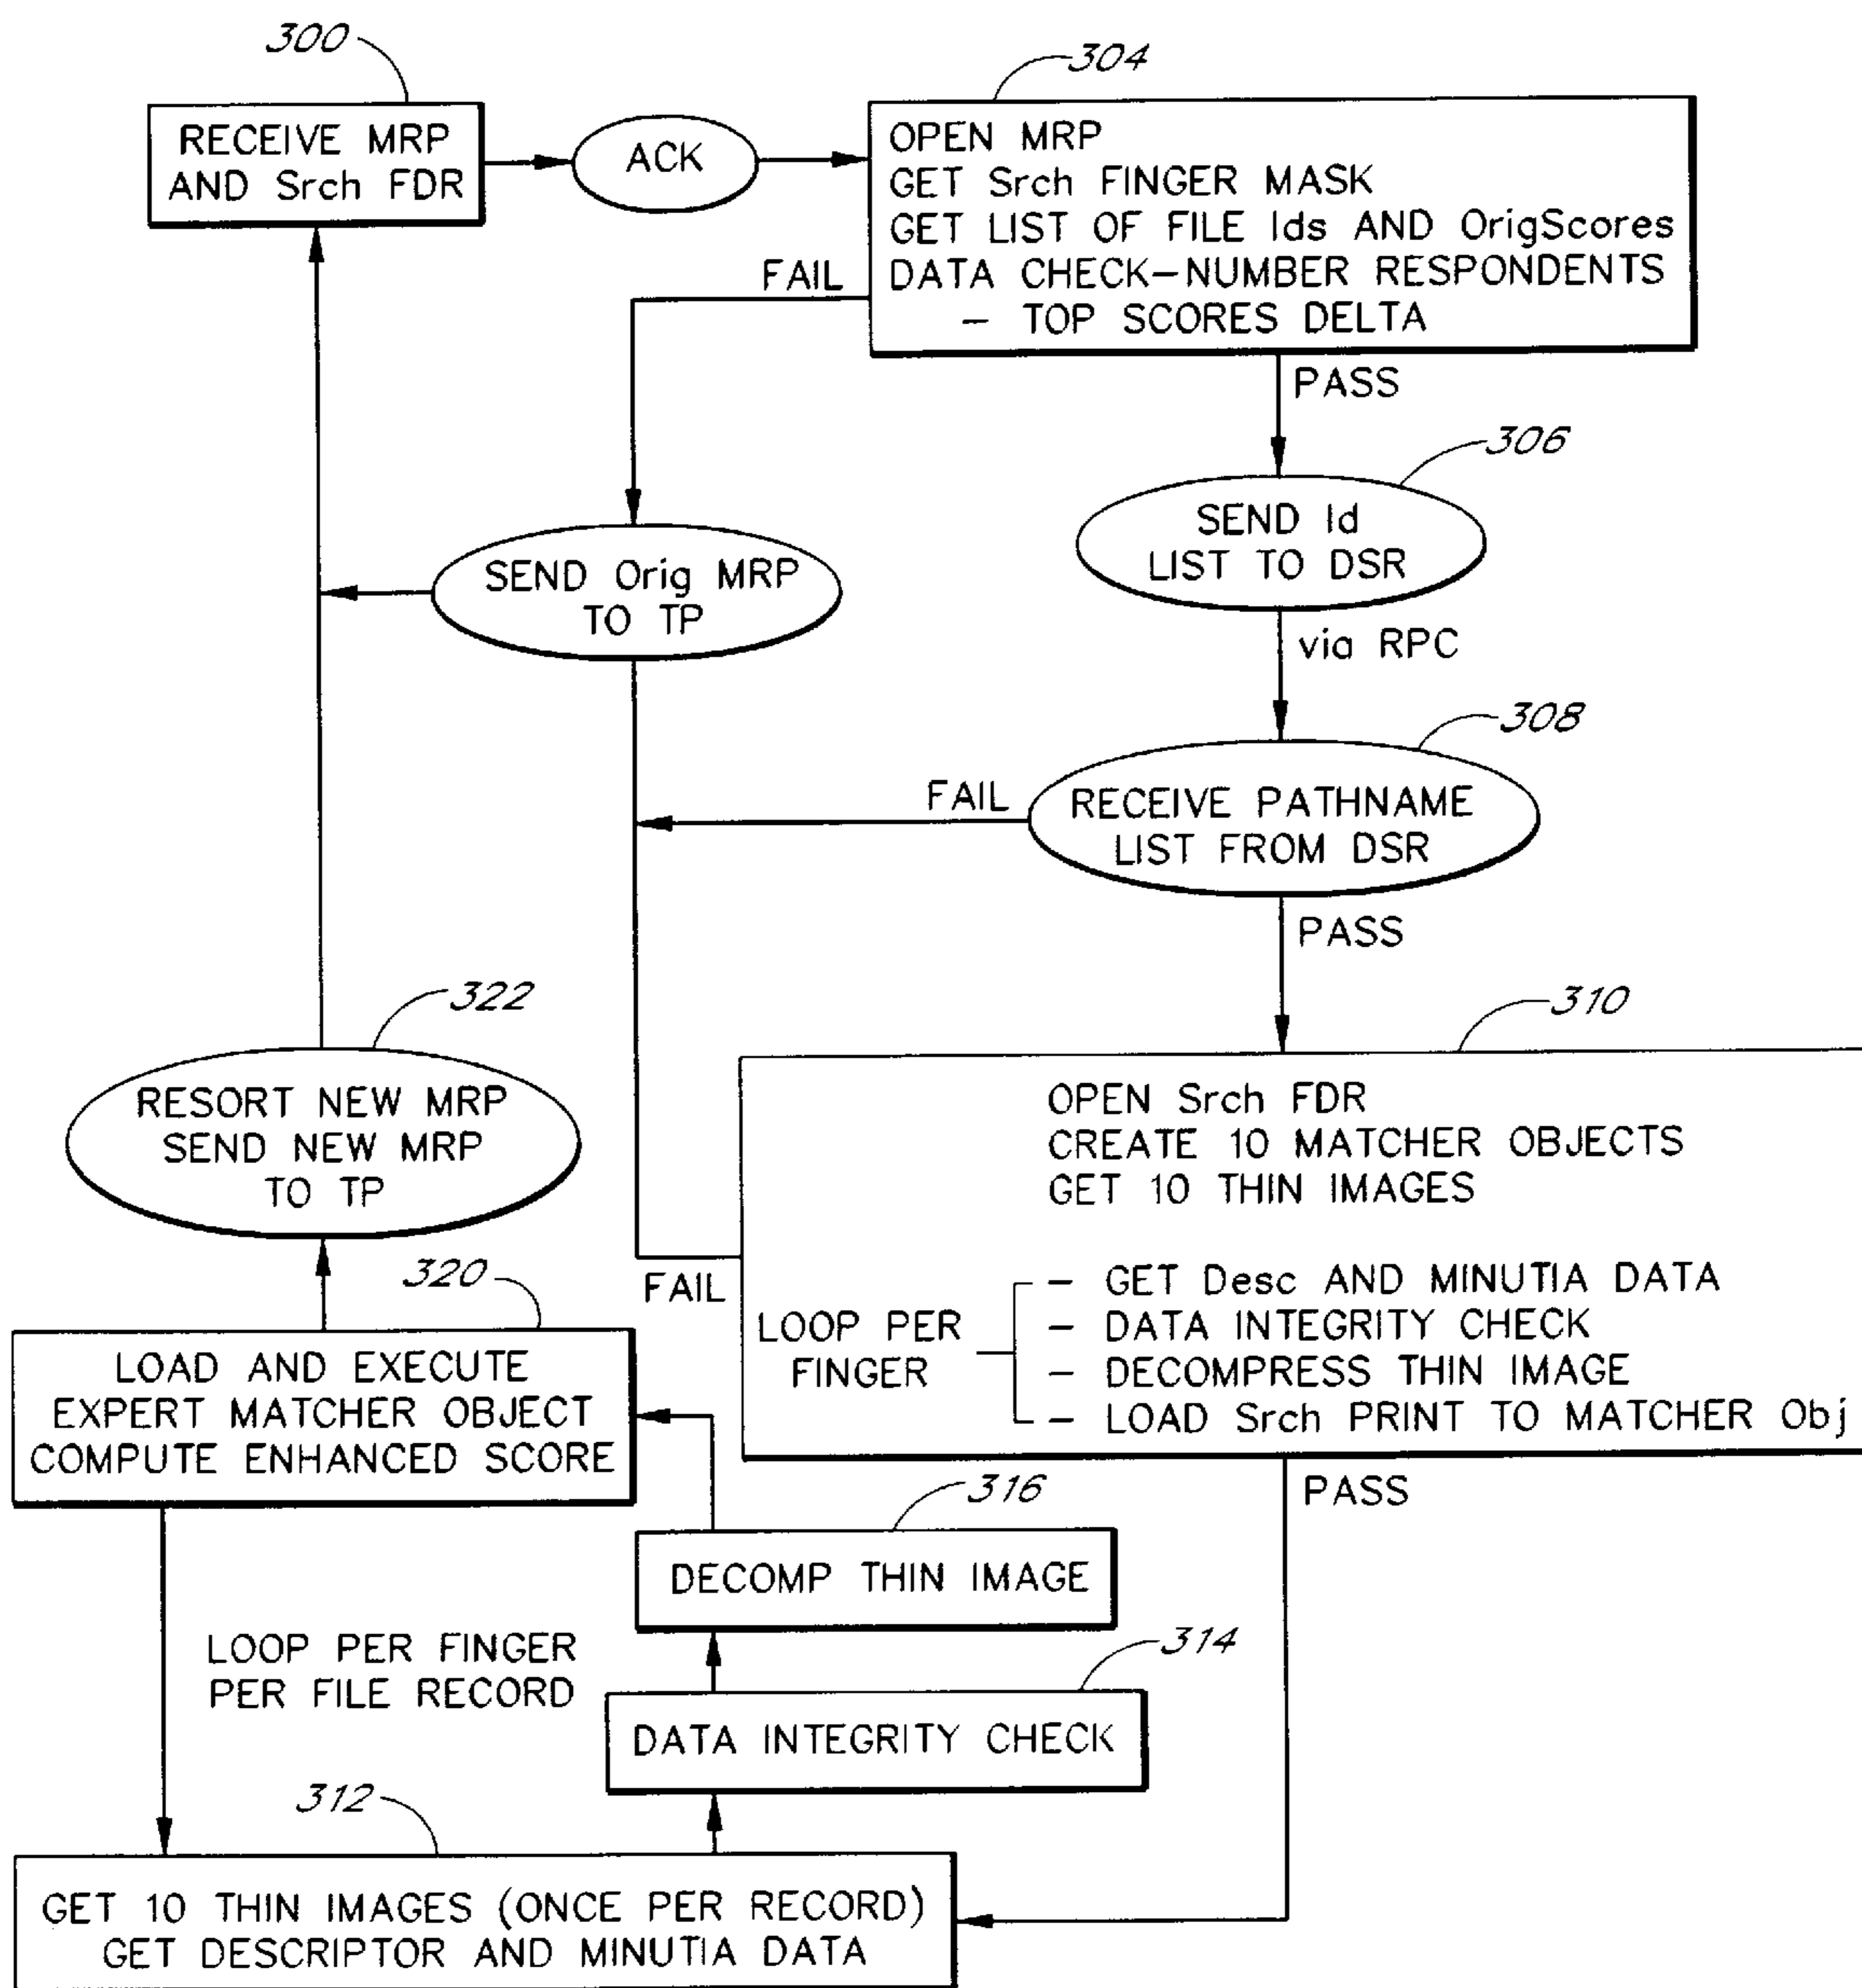 300
RECEIVE MRP
AND Srch FDR
ACK
304
OPEN MRP
GET Srch FINGER MASK
GET LIST OF FILE Ids AND OrigScores
DATA CHECK-NUMBER RESPONDENTS
- TOP SCORES DELTA
FAIL
PASS
306
SEND Id
LIST TO DSR
via RPC
SEND Orig MRP
TO TP
308
RECEIVE PATHNAME
LIST FROM DSR
FAIL
PASS
310
OPEN Srch FDR
CREATE 10 MATCHER OBJECTS
GET 10 THIN IMAGES
LOOP PER
FINGER
- GET Desc AND MINUTIA DATA
- DATA INTEGRITY CHECK
- DECOMPRESS THIN IMAGE
- LOAD Srch PRINT TO MATCHER Obj
FAIL
PASS
322
RESORT NEW MRP
SEND NEW MRP
TO TP
320
LOAD AND EXECUTE
EXPERT MATCHER OBJECT
COMPUTE ENHANCED SCORE
316
DECOMP THIN IMAGE
LOOP PER FINGER
PER FILE RECORD
314
DATA INTEGRITY CHECK
312
GET 10 THIN IMAGES (ONCE PER RECORD)
GET DESCRIPTOR AND MINUTIA DATA